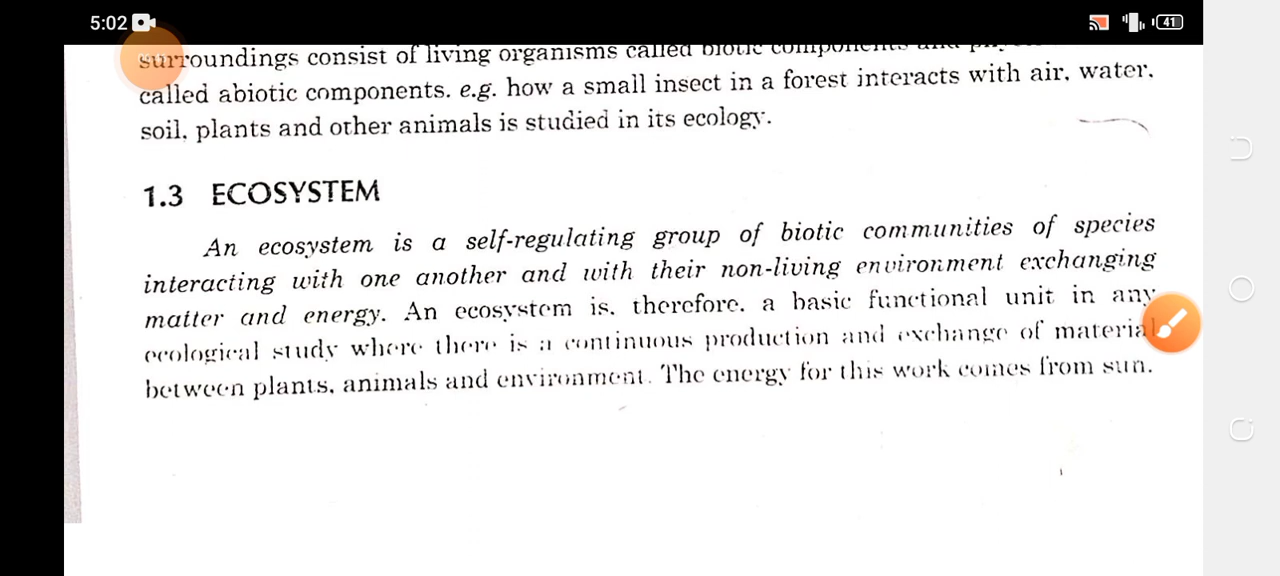 5:02
41
surroundings consist of living organisms called biotic components and
called abiotic components. e.g. how a small insect in a forest interacts with air, water,
soil, plants and other animals is studied in its ecology.
1.3 ECOSYSTEM
An ecosystem is a self-regulating group of biotic communities of species
interacting with one another and with their non-living environment exchanging
matter and energy. An ecosystem is, therefore, a basic functional unit in any
ecological study where there is a continuous production and exchange of material
between plants, animals and environment. The energy for this work comes from sun.